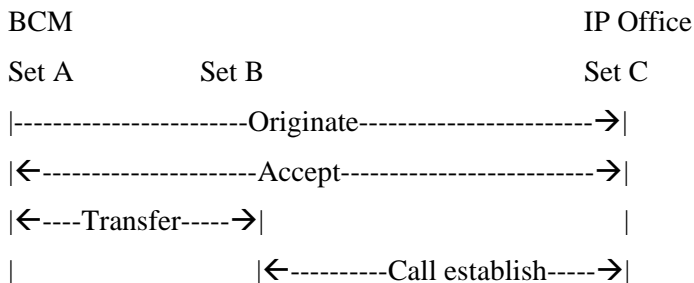 BCM IP Office
Set A Set B Set C
|------------------------Originate------------------------→|
|←----------------------Accept--------------------------→|
|←----Transfer-----→| |
| |←----------Call establish-----→|